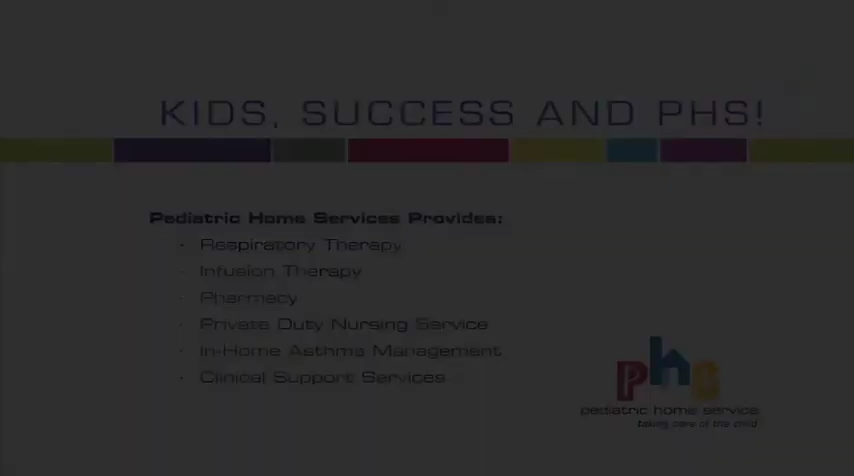 KIDS, SUCCESS AND PHS!
Pediatric Home Services Provides:
· Respiratory Therapy
· Infusion Therapy
· Pharmacy
· Private Duty Nursing Service
· In-Home Asthma Management
· Clinical Support Services
phs
pediatric home service
taking care of the child